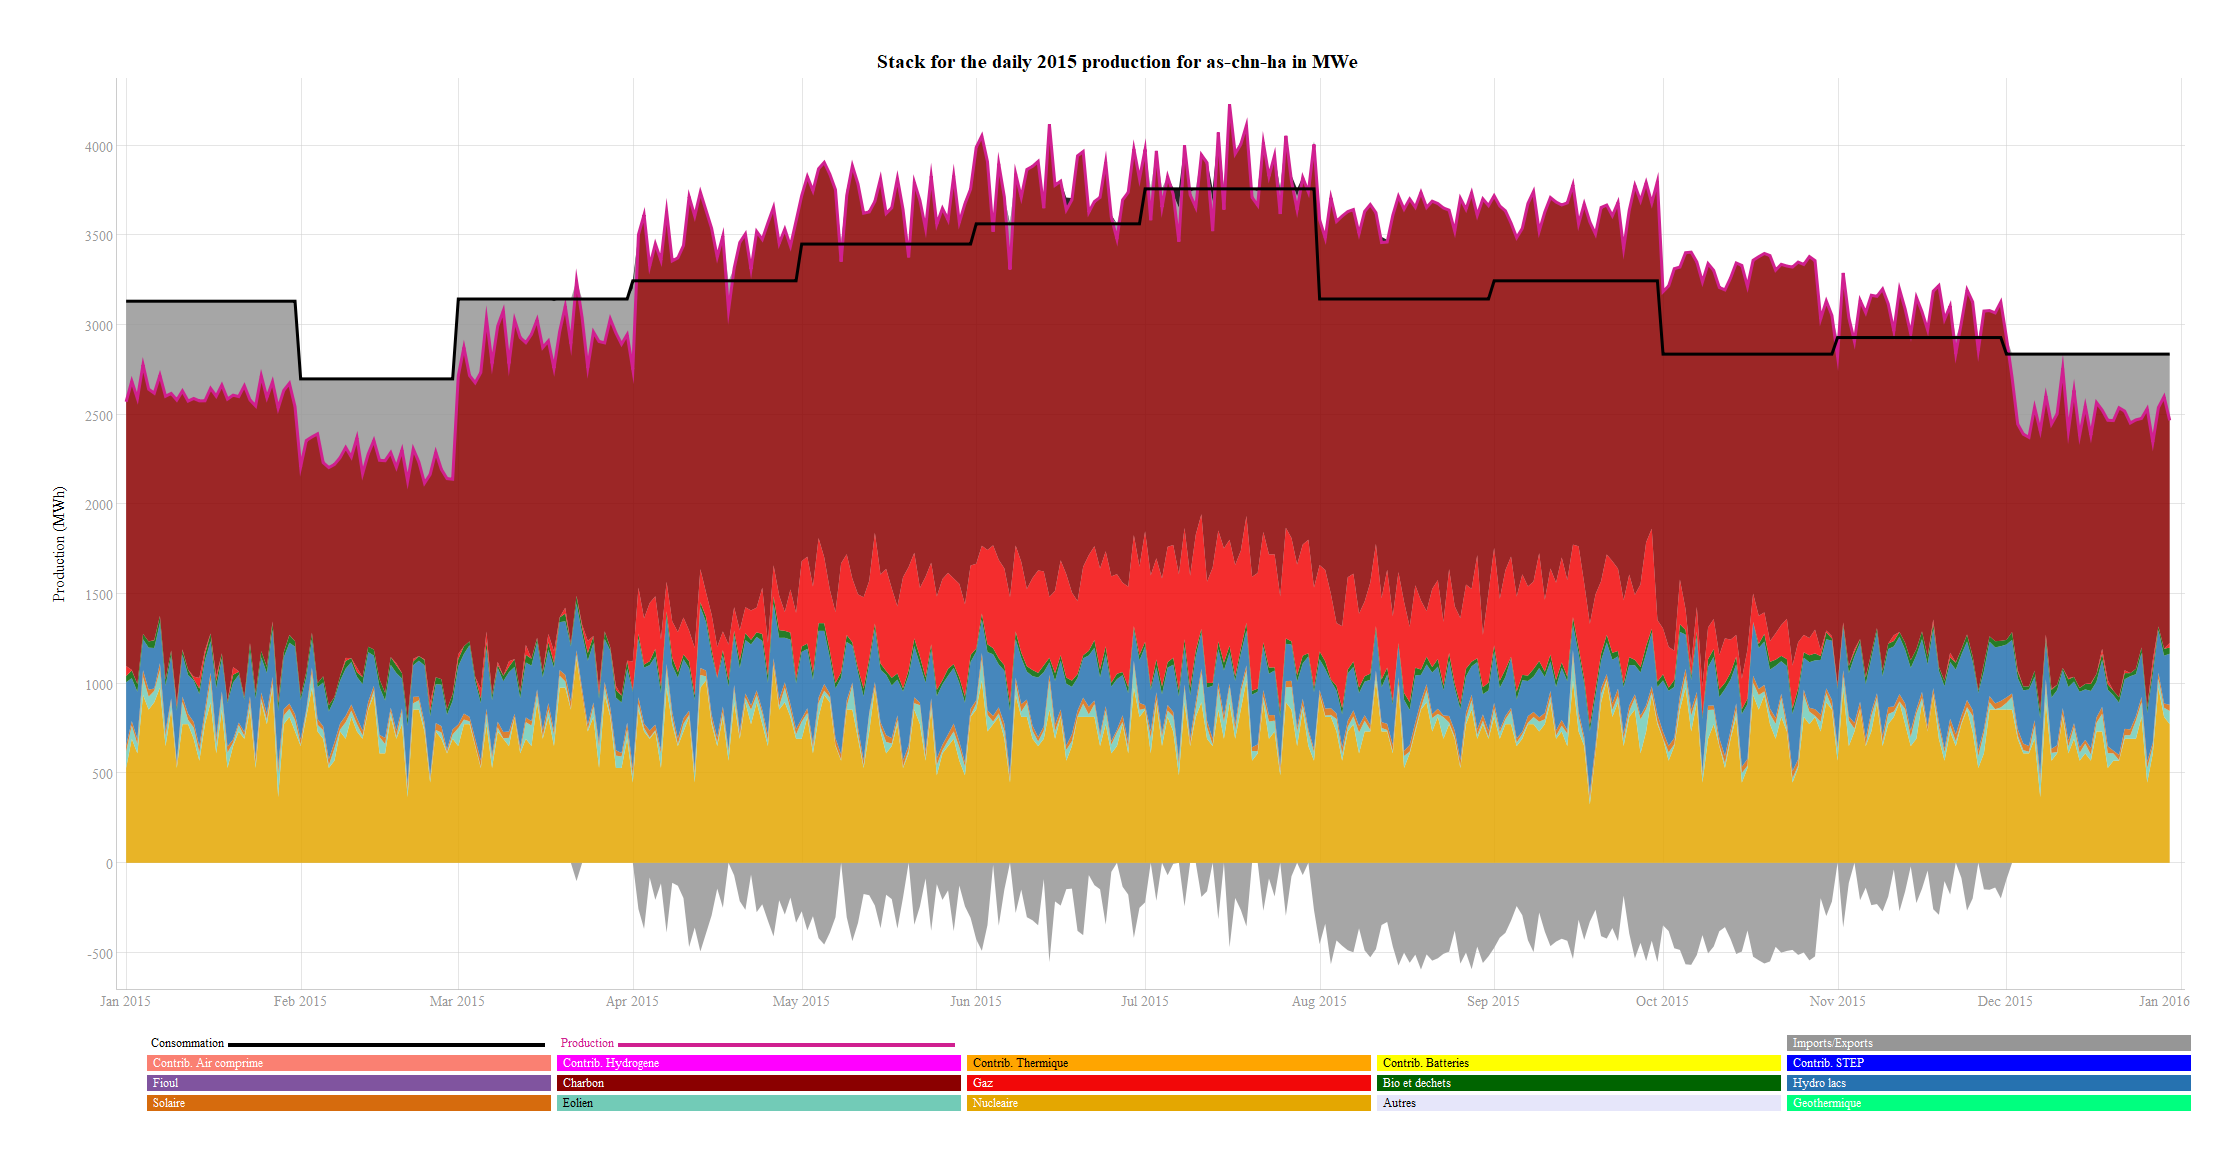 Stack for the daily 2015 production for as-chn-ha in MWe
Production (MWh)
4000
3500
3000
2500
2000
1500
1000
500
0
-500
Jan 2015 Feb 2015 Mar 2015 Apr 2015 May 2015 Jun 2015 Jul 2015 Aug 2015 Sep 2015 Oct 2015 Nov 2015 Dec 2015 Jan 2016
Consommation Production Imports/Exports
Contrib. Air comprime Contrib. Hydrogene Contrib. Thermique Contrib. Batteries Contrib. STEP
Fioul Charbon Gaz Bio et dechets Hydro lacs
Solaire Eolien Nucleaire Autres Geothermique